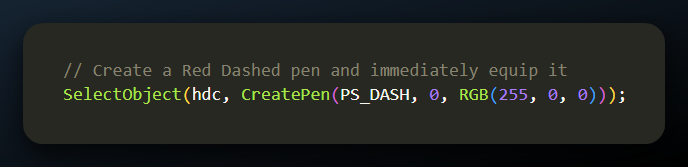 // Create a Red Dashed pen and immediately equip it
SelectObject(hdc, CreatePen(PS_DASH, 0, RGB(255, 0, 0)));